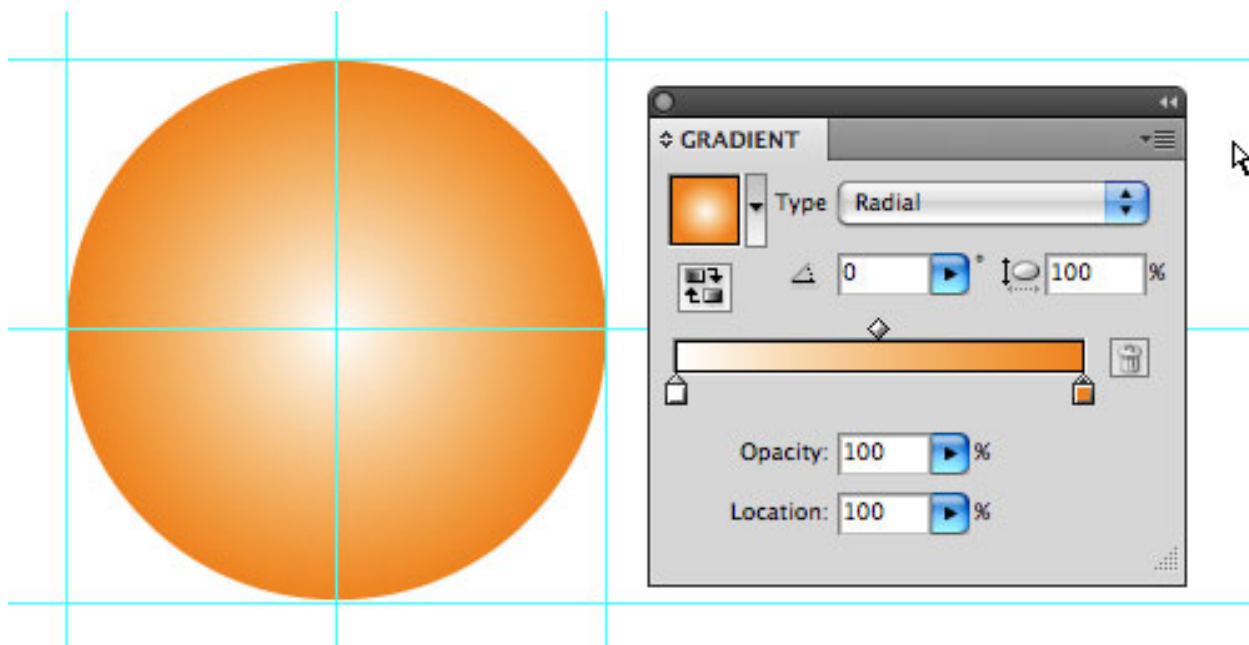 GRADIENT
Type Radial
0 ° 100 %
Opacity: 100 %
Location: 100 %